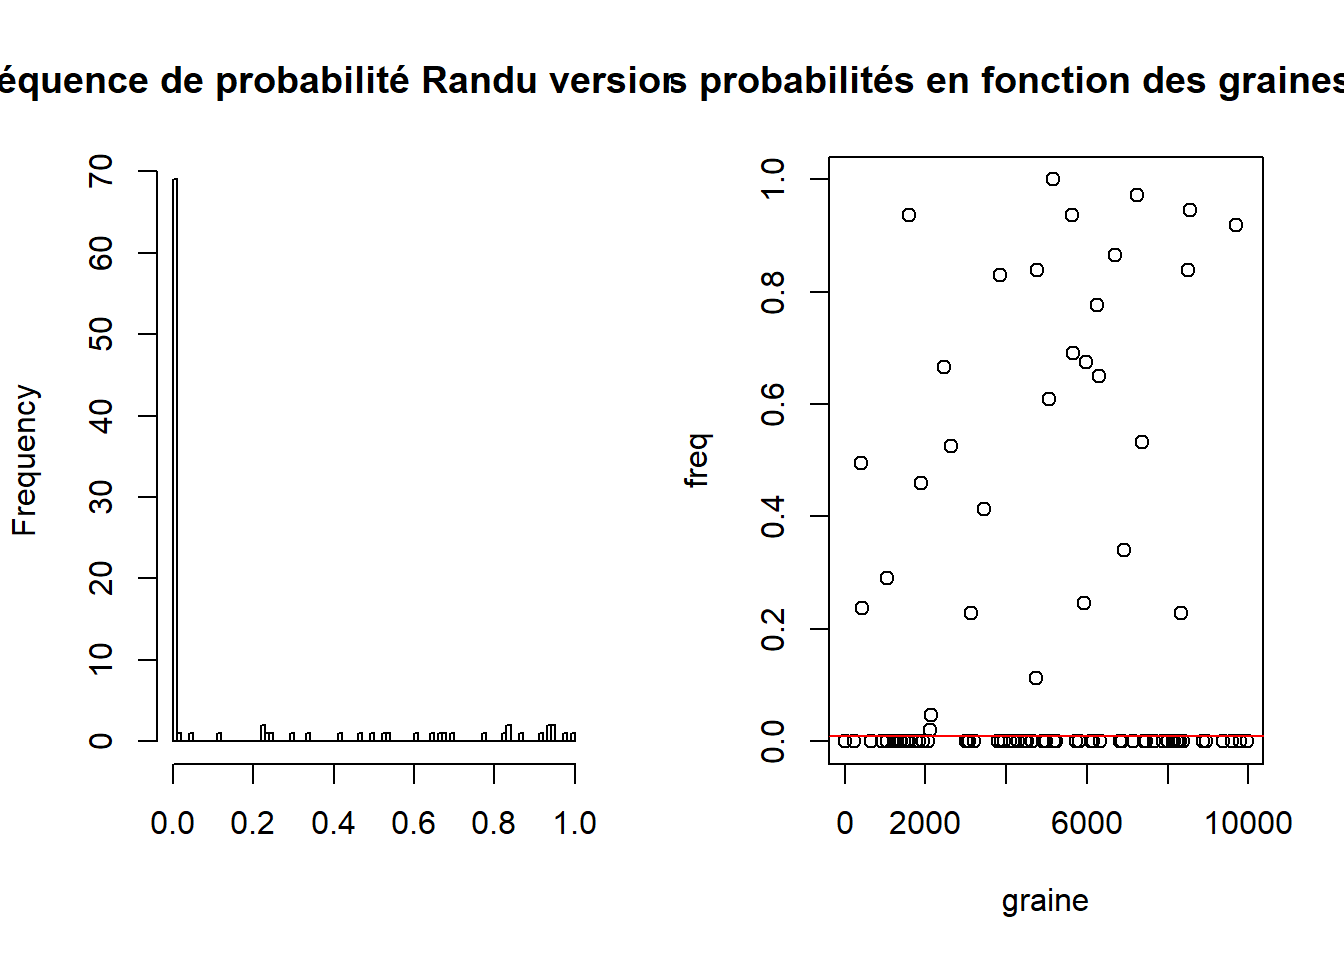 équence de probabilité Randu version
s probabilités en fonction des graines
Frequency
70
60
50
40
30
20
10
0
0.0 0.2 0.4 0.6 0.8 1.0
freq
1.0
0.8
0.6
0.4
0.2
0.0
0 2000 6000 10000
graine